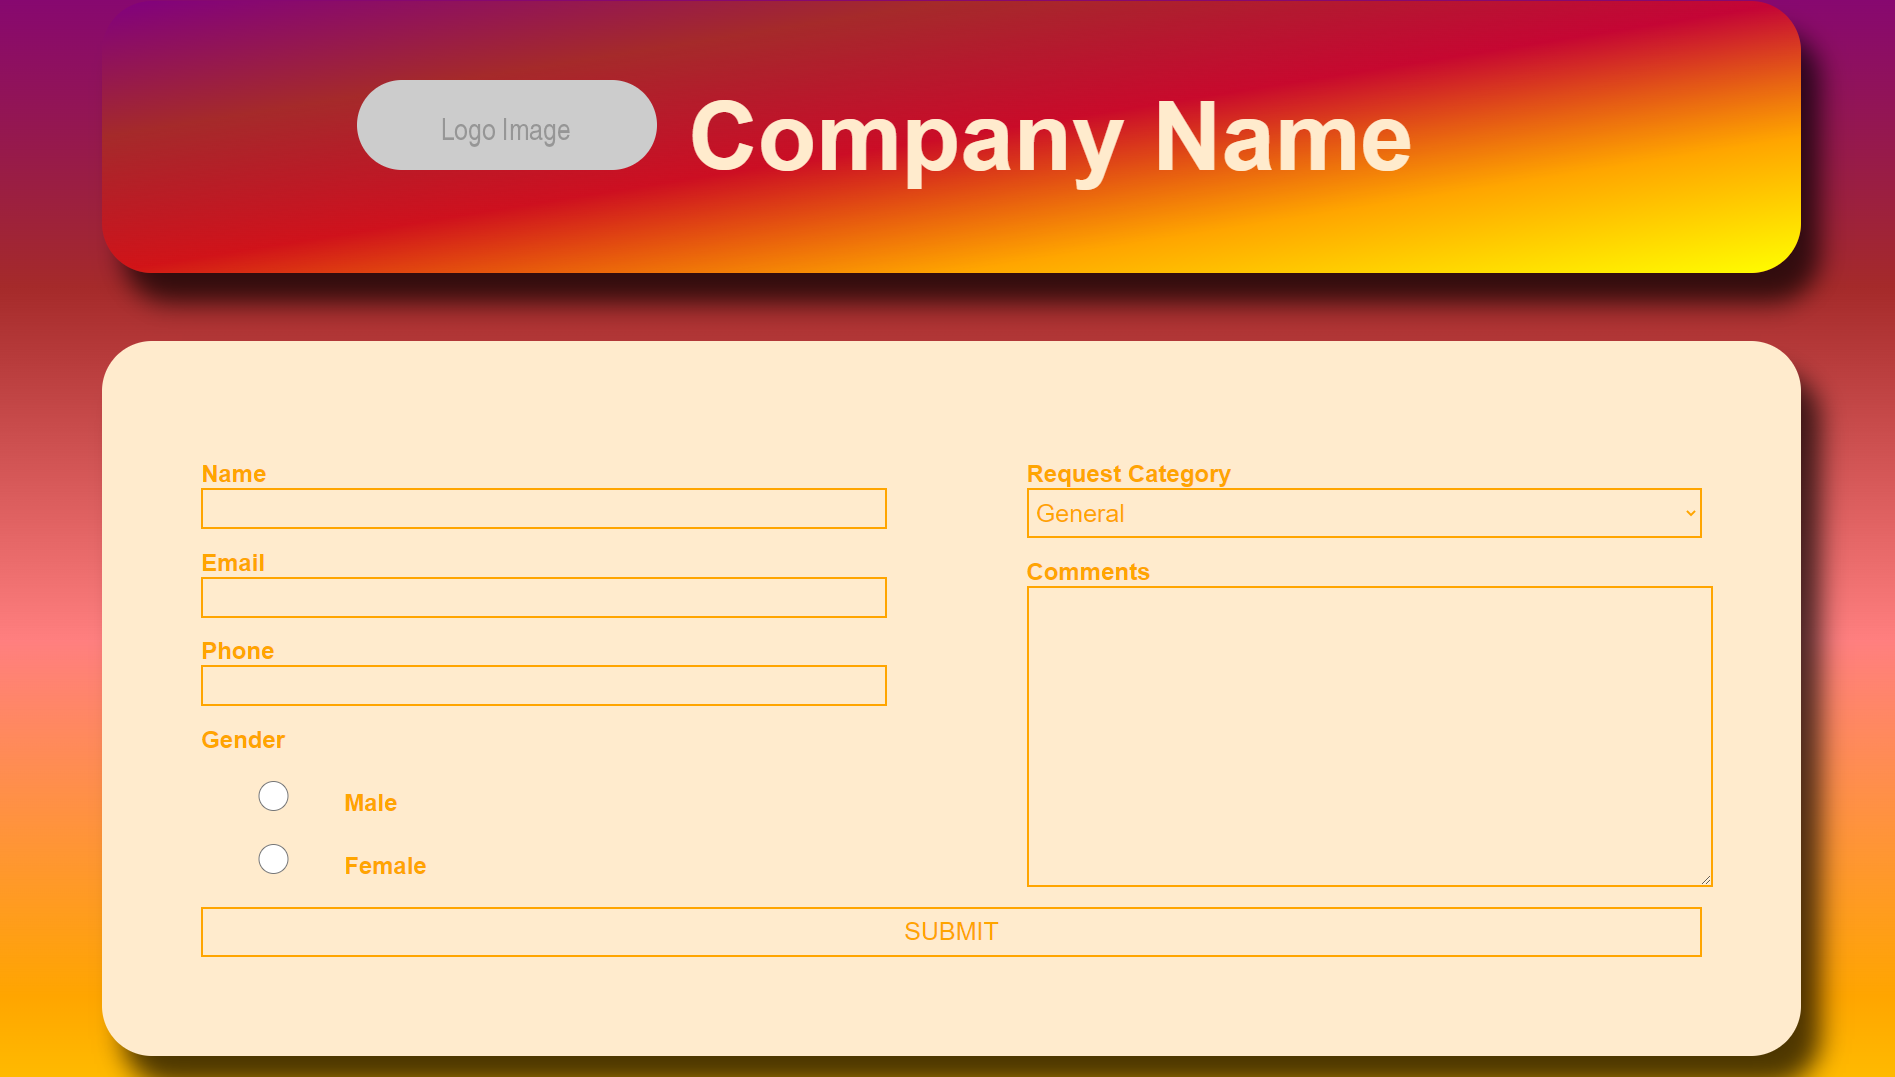 Logo Image
Company Name
Name
Email
Phone
Gender
Male
Female
Request Category
General
Comments
SUBMIT